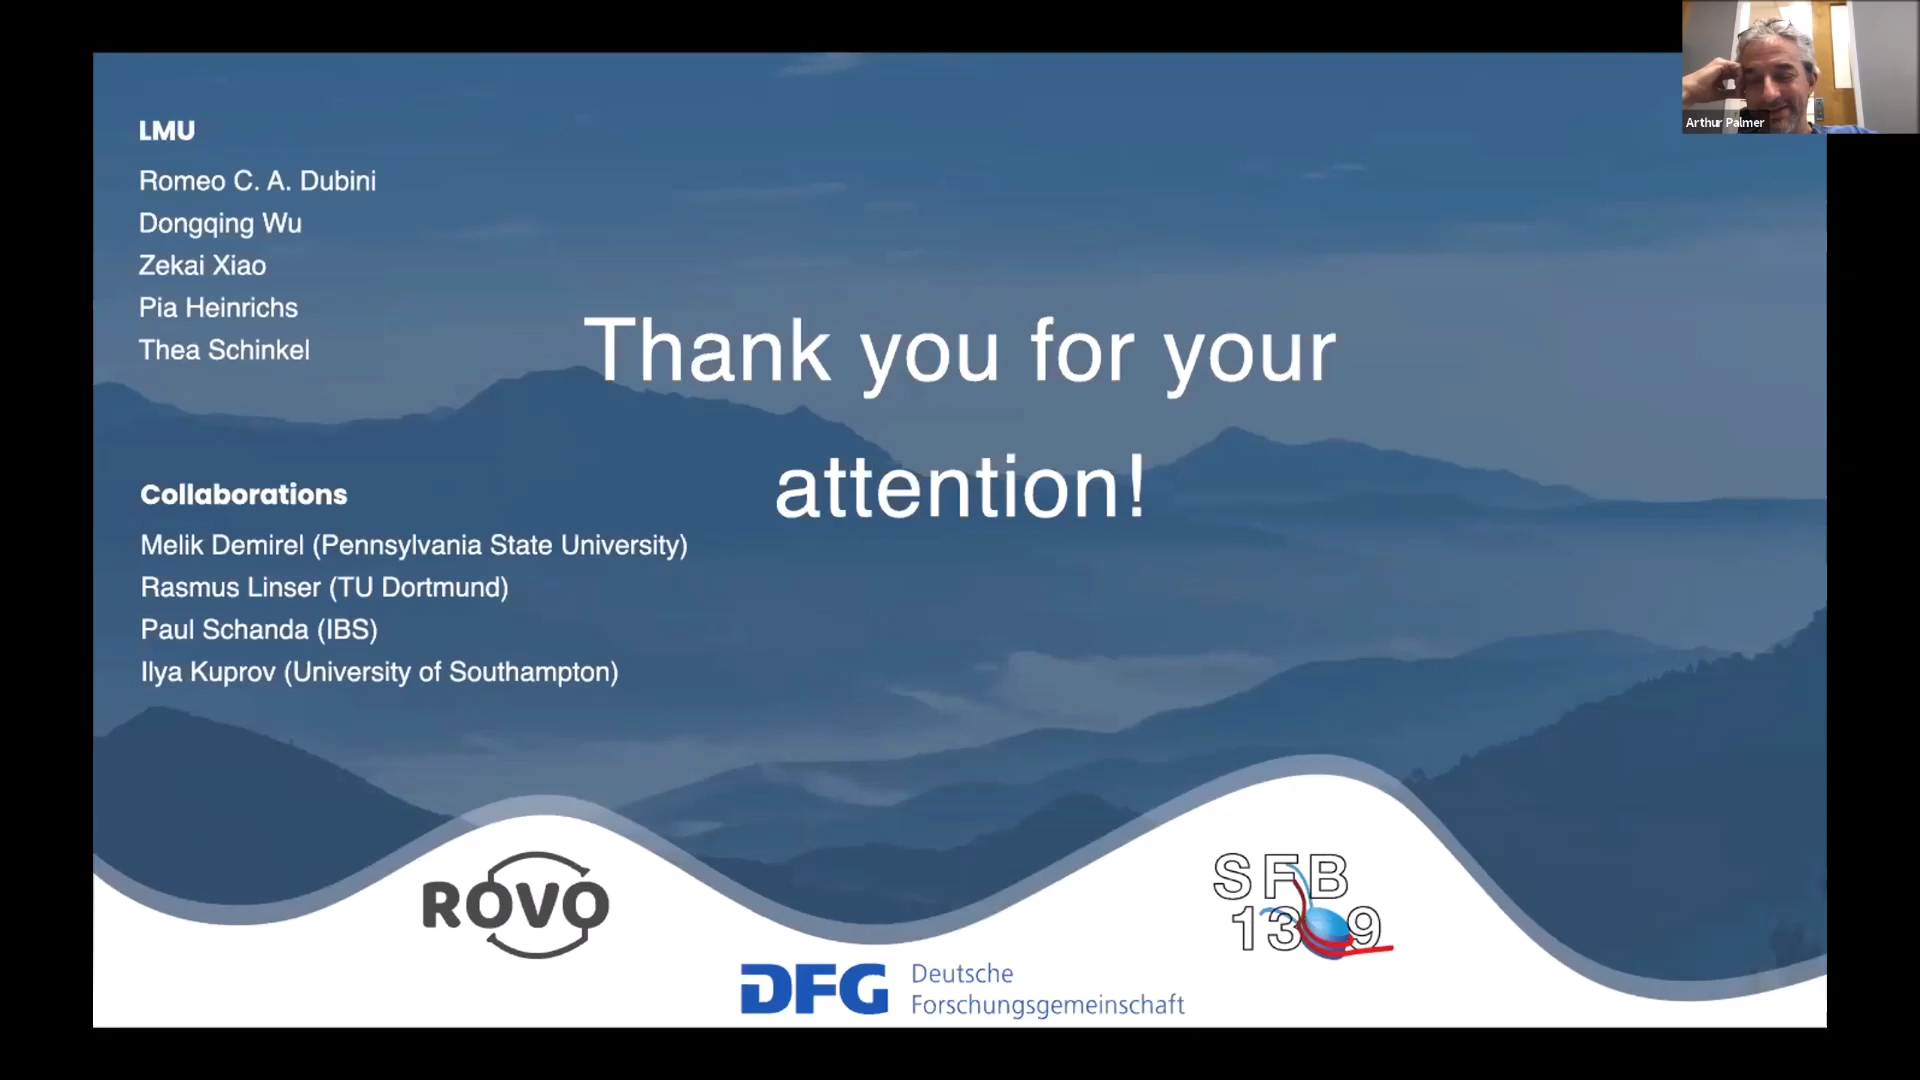 Arthur Palmer
LMU
Romeo C. A. Dubini
Dongqing Wu
Zekai Xiao
Pia Heinrichs
Thea Schinkel
Thank you for your
attention!
Collaborations
Melik Demirel (Pennsylvania State University)
Rasmus Linser (TU Dortmund)
Paul Schanda (IBS)
Ilya Kuprov (University of Southampton)
ROVO
SFB
1309
DFG Deutsche
Forschungsgemeinschaft